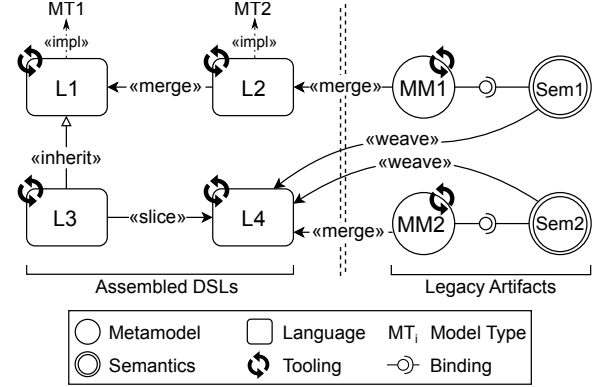 MT1 MT2
«impl» «impl»
L1 «merge» L2 «merge» MM1 Sem1
«weave»
«inherit» «weave»
L3 «slice» L4 «merge» MM2 Sem2
Assembled DSLs Legacy Artifacts
Metamodel Language MTi Model Type
Semantics Tooling Binding